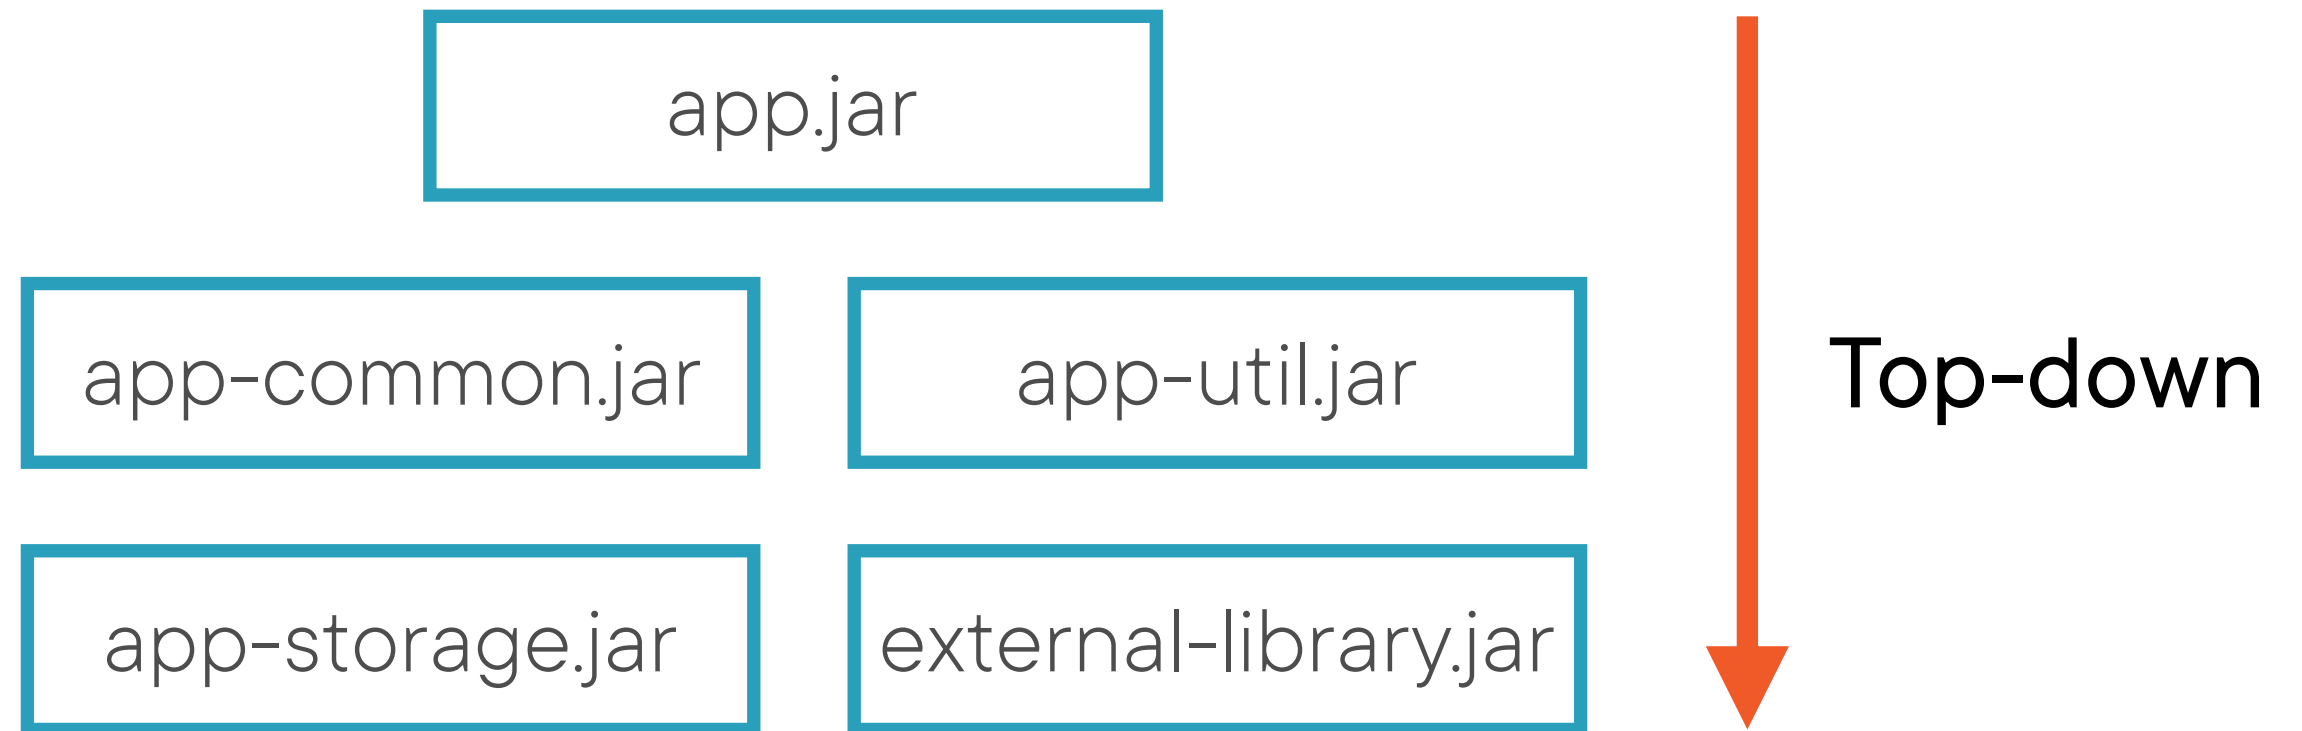 app.jar
app-common.jar
app-util.jar
Top-down
app-storage.jar
external-library.jar